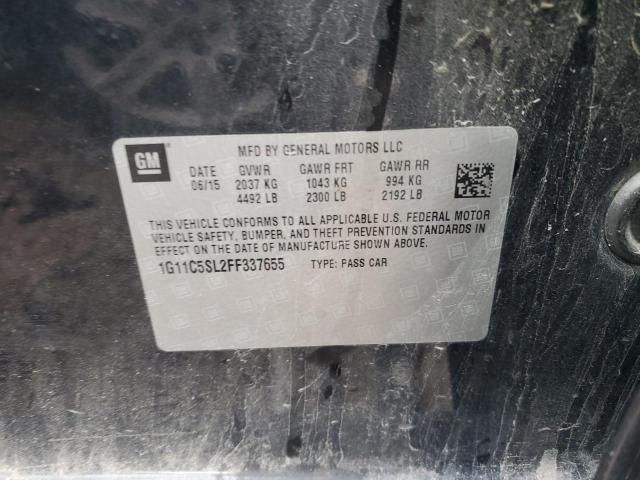 GM
MFD BY GENERAL MOTORS LLC
DATE GVWR GAWR FRT GAWR RR
06/15 2037 KG 1043 KG 994 KG
4492 LB 2300 LB 2192 LB
THIS VEHICLE CONFORMS TO ALL APPLICABLE U.S. FEDERAL MOTOR
VEHICLE SAFETY, BUMPER, AND THEFT PREVENTION STANDARDS IN
EFFECT ON THE DATE OF MANUFACTURE SHOWN ABOVE.
1G11C5SL2FF337655 TYPE: PASS CAR